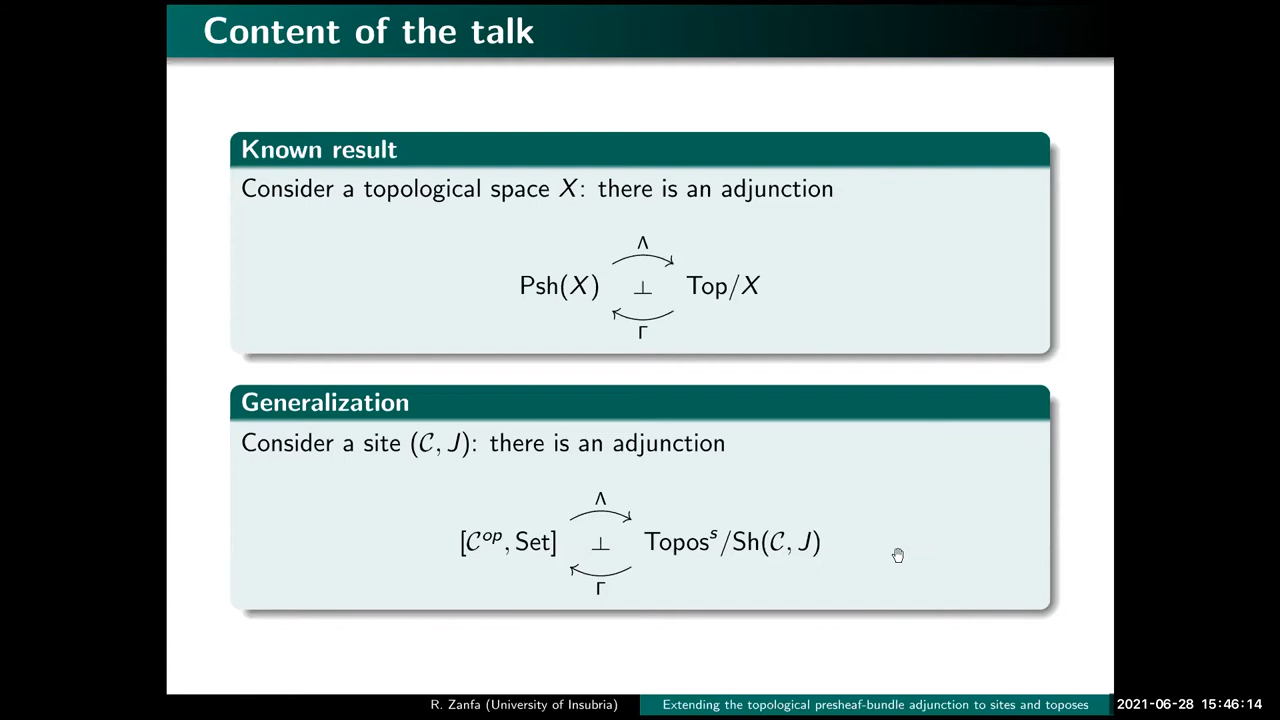 Content of the talk
Known result
Consider a topological space X: there is an adjunction
Λ
Psh(X) ⊥ Top/X
Γ
Generalization
Consider a site (𝒞, J): there is an adjunction
Λ
[𝒞ᵒᵖ, Set] ⊥ Toposˢ/Sh(𝒞, J)
Γ
R. Zanfa (University of Insubria) Extending the topological presheaf-bundle adjunction to sites and toposes 2021-06-28 15:46:14